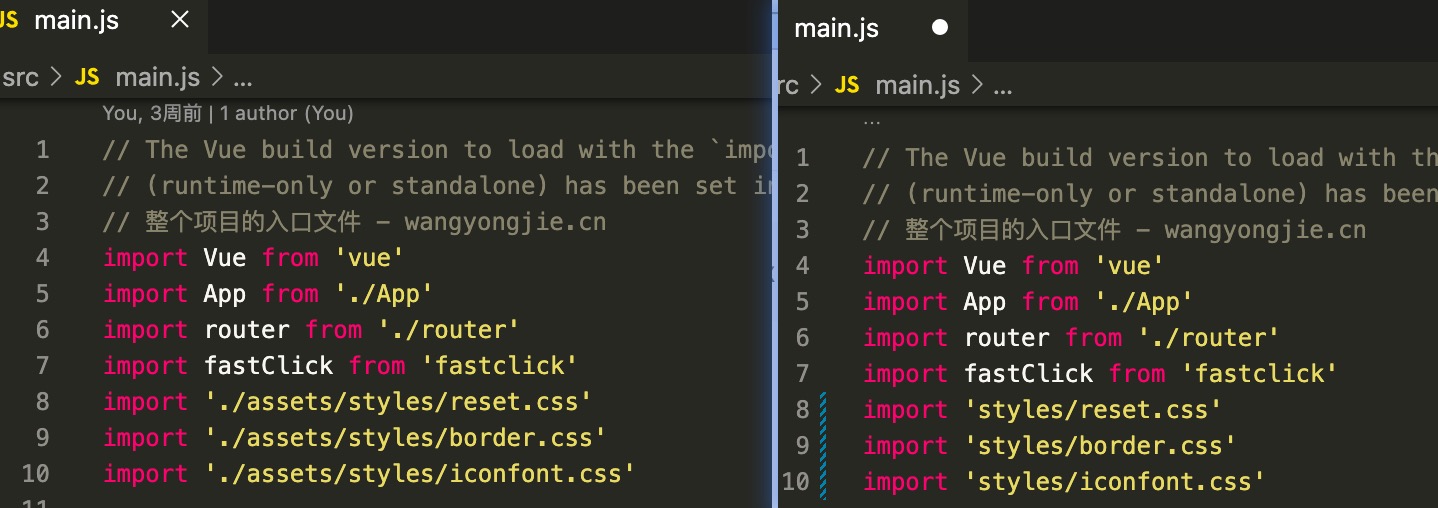 JS main.js ×
src > JS main.js > ...
You, 3周前 | 1 author (You)
1 // The Vue build version to load with the `impo
2 // (runtime-only or standalone) has been set in
3 // 整个项目的入口文件 - wangyongjie.cn
4 import Vue from 'vue'
5 import App from './App'
6 import router from './router'
7 import fastClick from 'fastclick'
8 import './assets/styles/reset.css'
9 import './assets/styles/border.css'
10 import './assets/styles/iconfont.css'
11
main.js ●
rc > JS main.js > ...
...
1 // The Vue build version to load with th
2 // (runtime-only or standalone) has been
3 // 整个项目的入口文件 - wangyongjie.cn
4 import Vue from 'vue'
5 import App from './App'
6 import router from './router'
7 import fastClick from 'fastclick'
8 import 'styles/reset.css'
9 import 'styles/border.css'
10 import 'styles/iconfont.css'